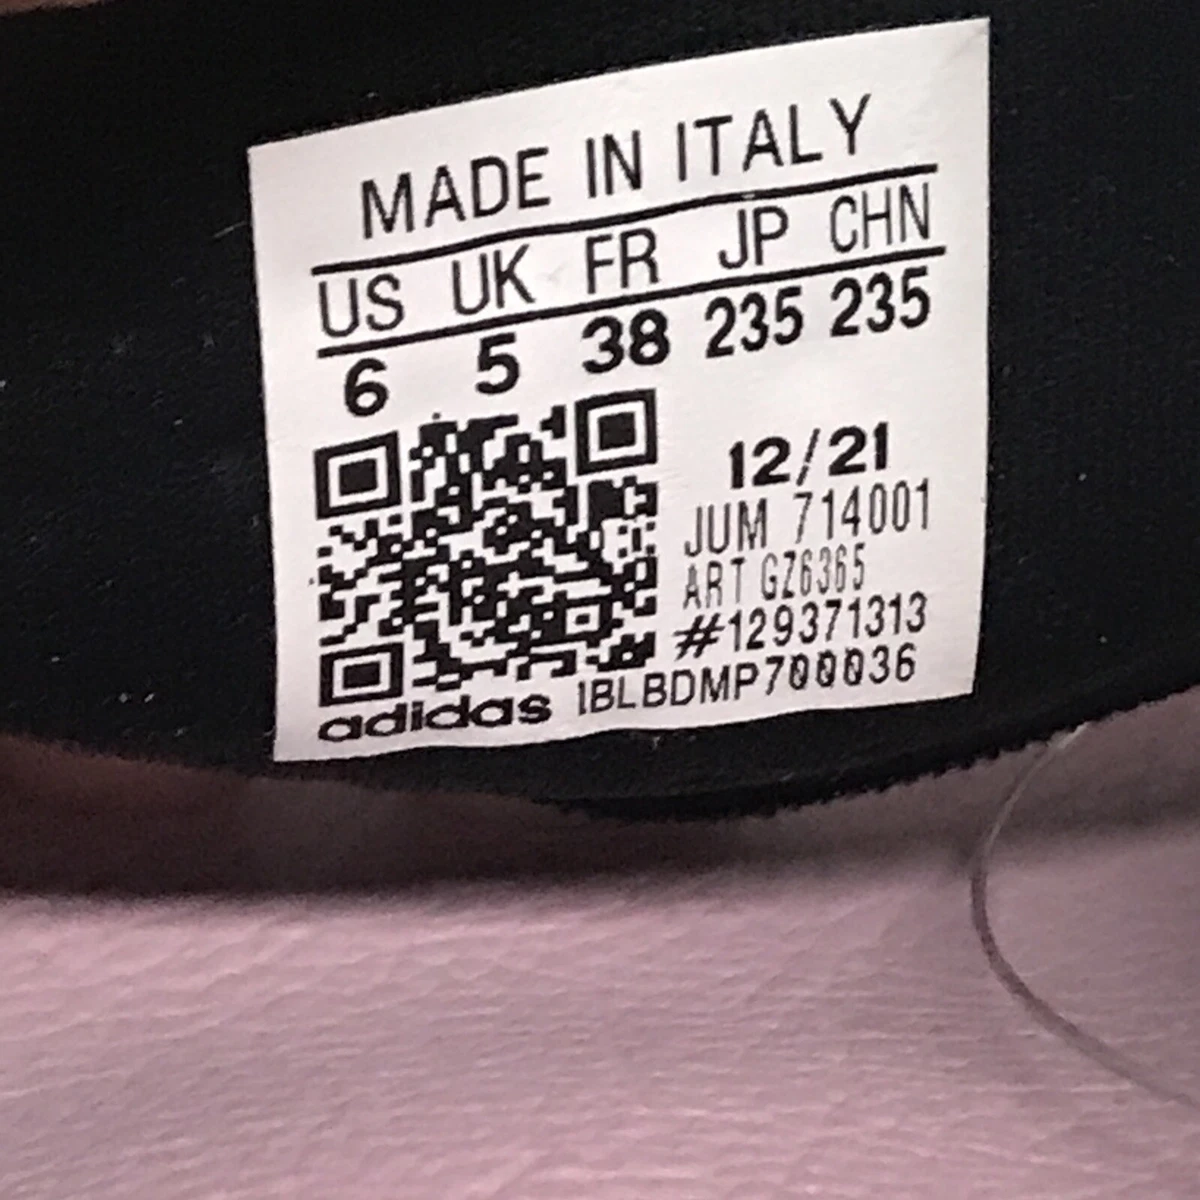 MADE IN ITALY
US UK FR JP CHN
6 5 38 235 235
12/21
JUM 714001
ART GZ6365
#129371313
adidas 1BLBDMP700036